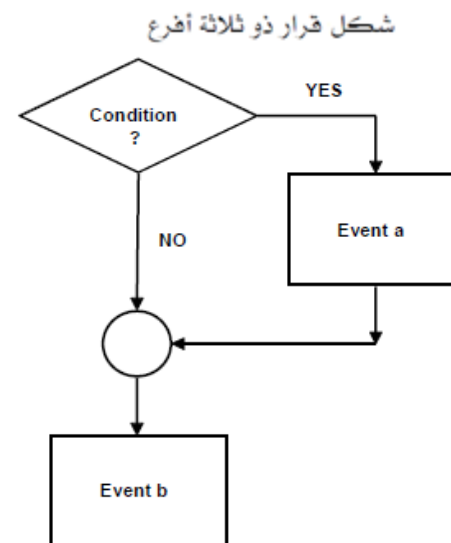 شكل قرار ذو ثلاثة أفرع
YES
Condition
?
NO
Event a
Event b